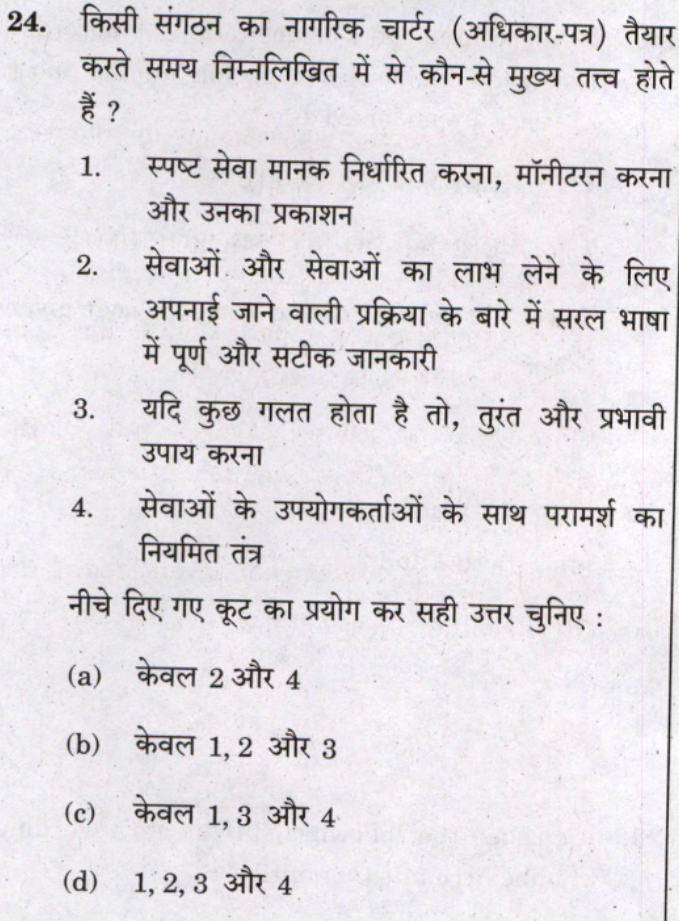 24. किसी संगठन का नागरिक चार्टर (अधिकार-पत्र) तैयार
करते समय निम्नलिखित में से कौन-से मुख्य तत्त्व होते
हैं ?
1. स्पष्ट सेवा मानक निर्धारित करना, मॉनीटरन करना
और उनका प्रकाशन
2. सेवाओं और सेवाओं का लाभ लेने के लिए
अपनाई जाने वाली प्रक्रिया के बारे में सरल भाषा
में पूर्ण और सटीक जानकारी
3. यदि कुछ गलत होता है तो, तुरंत और प्रभावी
उपाय करना
4. सेवाओं के उपयोगकर्ताओं के साथ परामर्श का
नियमित तंत्र
नीचे दिए गए कूट का प्रयोग कर सही उत्तर चुनिए :
(a) केवल 2 और 4
(b) केवल 1, 2 और 3
(c) केवल 1, 3 और 4
(d) 1, 2, 3 और 4